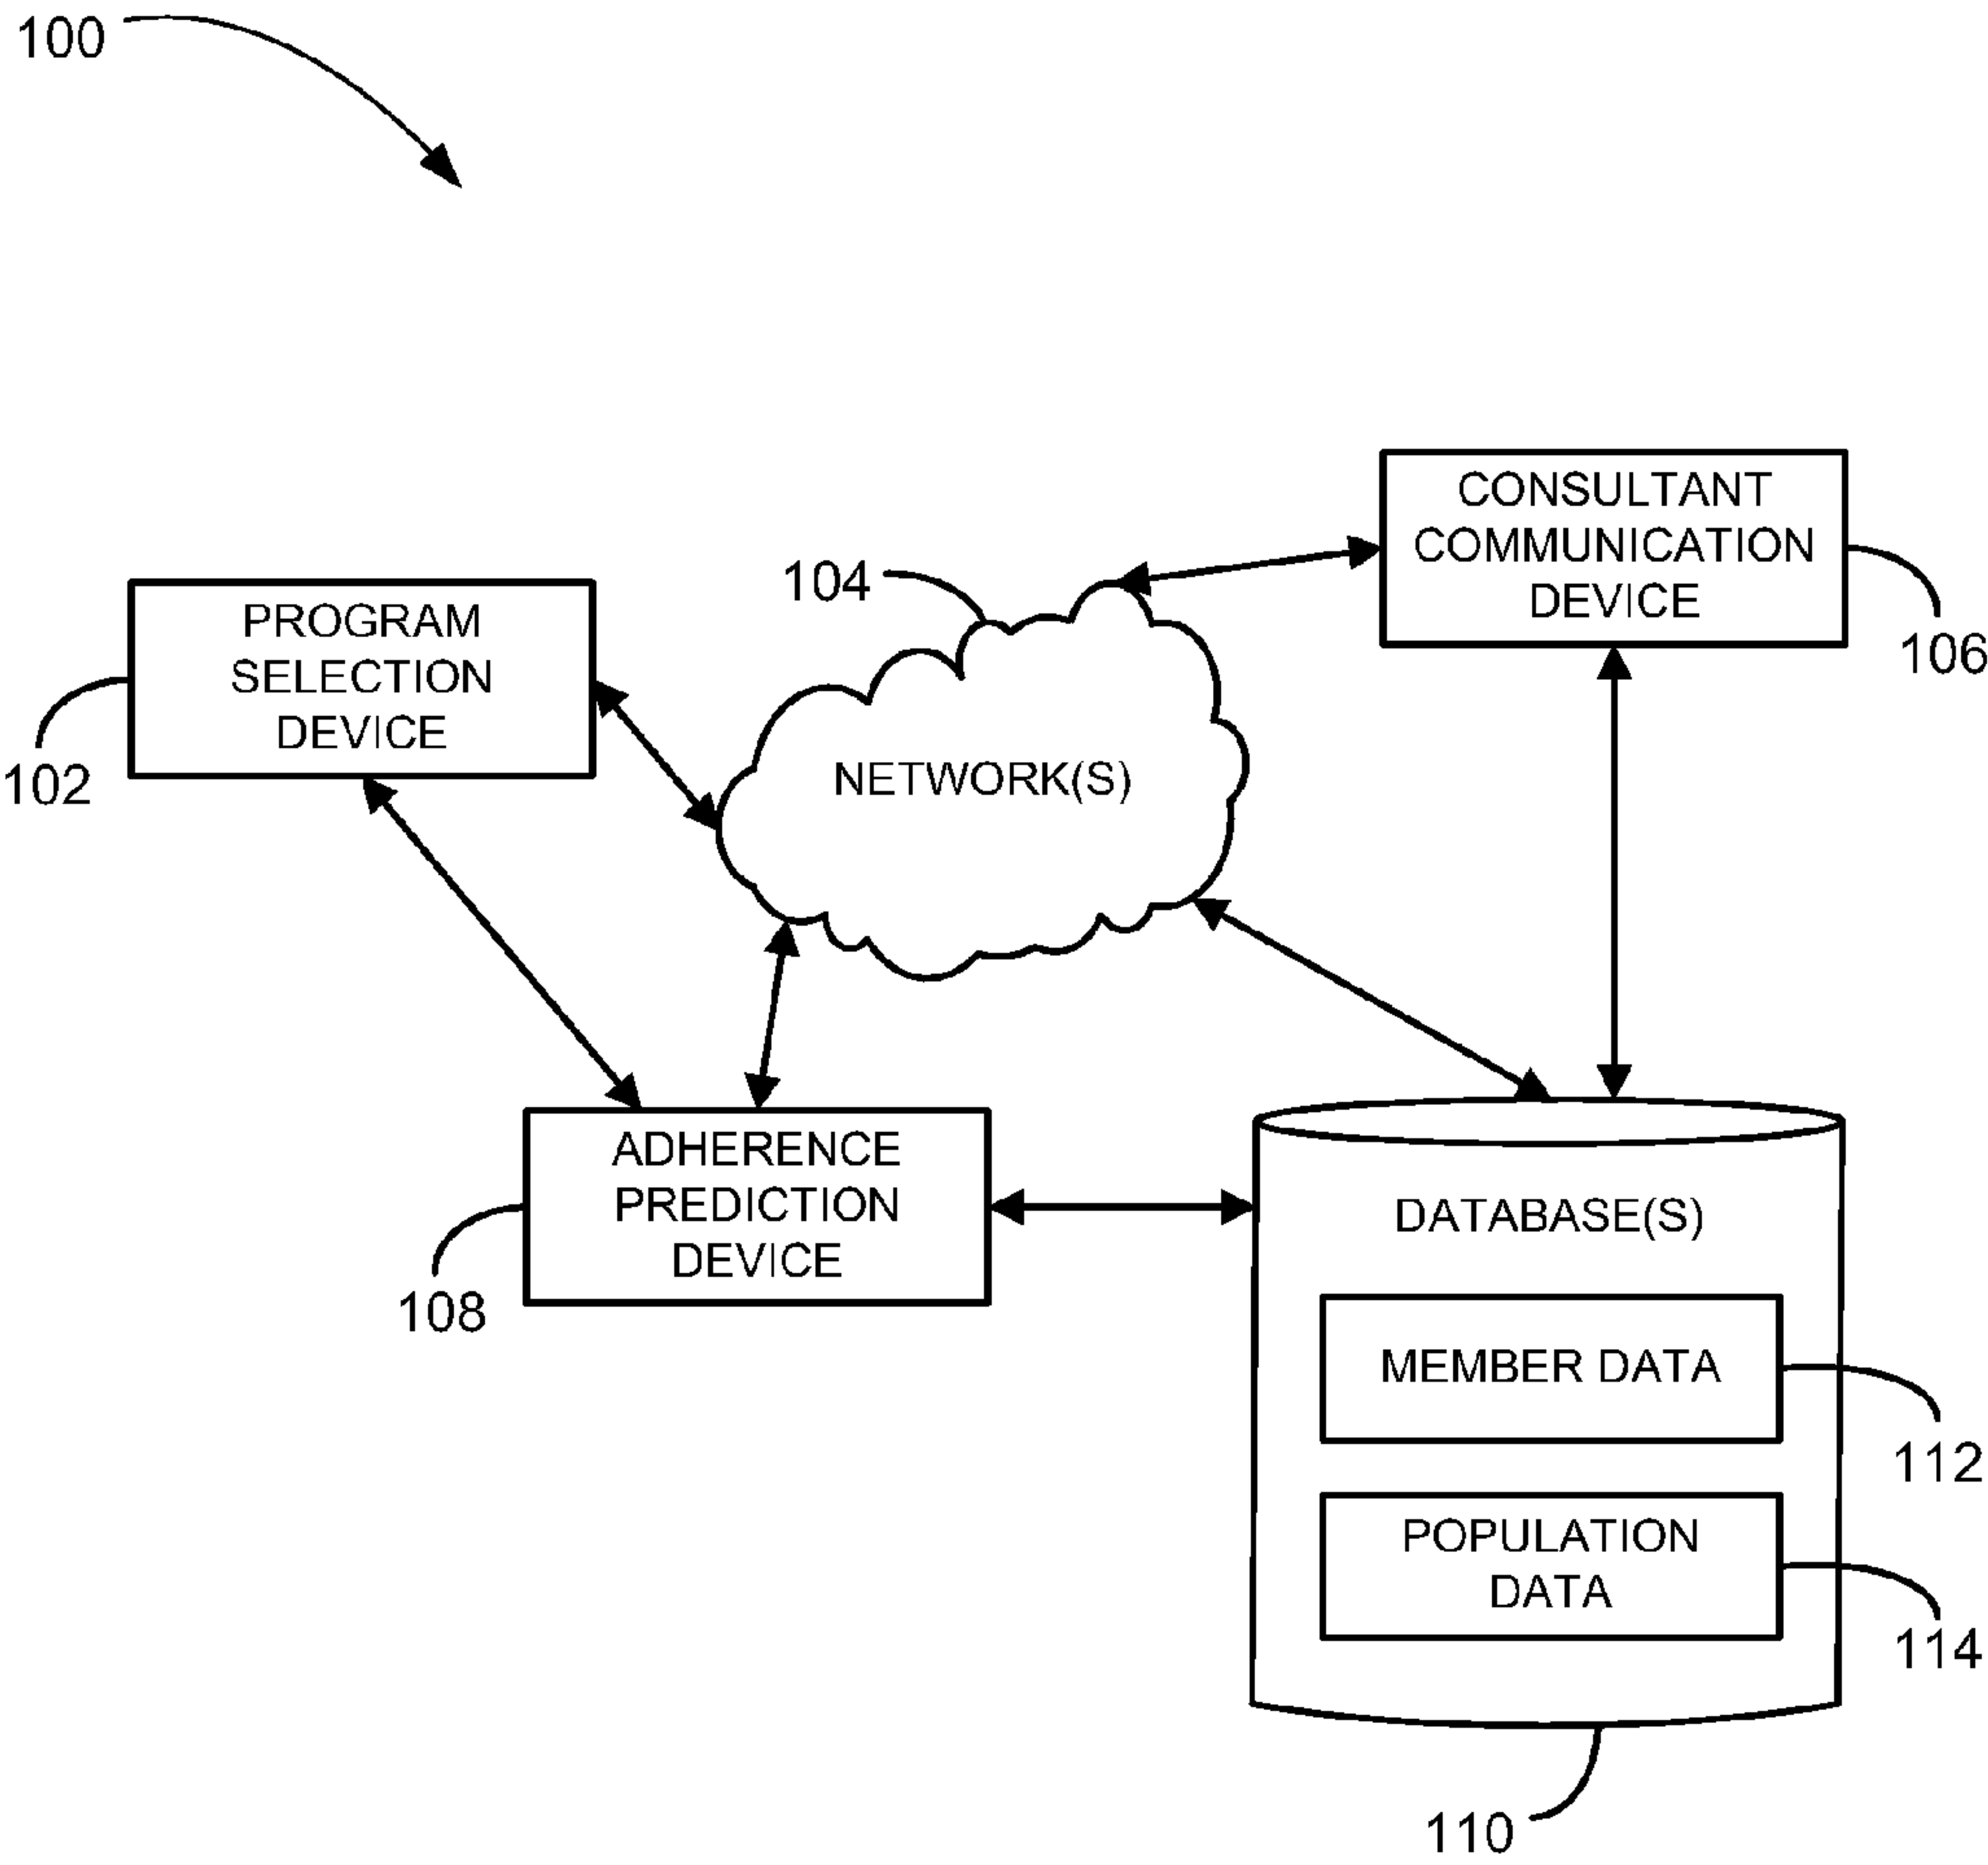 100
CONSULTANT
COMMUNICATION
DEVICE
106
104
PROGRAM
SELECTION
DEVICE
102
NETWORK(S)
ADHERENCE
PREDICTION
DEVICE
108
DATABASE(S)
MEMBER DATA
112
POPULATION
DATA
114
110